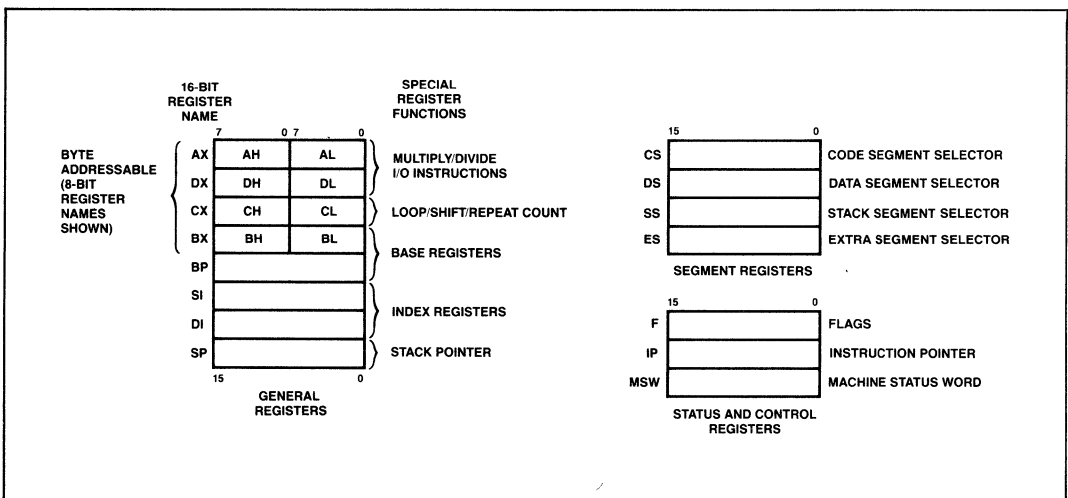 16-BIT
REGISTER
NAME
SPECIAL
REGISTER
FUNCTIONS
7 0 7 0
BYTE
ADDRESSABLE
(8-BIT
REGISTER
NAMES
SHOWN)
AX AH AL
DX DH DL
MULTIPLY/DIVIDE
I/O INSTRUCTIONS
CX CH CL LOOP/SHIFT/REPEAT COUNT
BX BH BL
BP
BASE REGISTERS
SI
DI
INDEX REGISTERS
SP STACK POINTER
15 0
GENERAL
REGISTERS
15 0
CS CODE SEGMENT SELECTOR
DS DATA SEGMENT SELECTOR
SS STACK SEGMENT SELECTOR
ES EXTRA SEGMENT SELECTOR
SEGMENT REGISTERS
15 0
F FLAGS
IP INSTRUCTION POINTER
MSW MACHINE STATUS WORD
STATUS AND CONTROL
REGISTERS